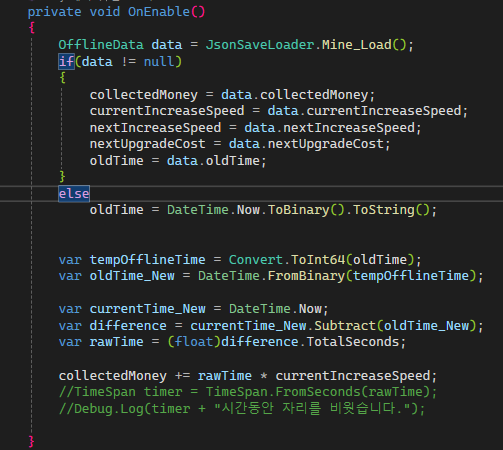 private void OnEnable()
{
OfflineData data = JsonSaveLoader.Mine_Load();
if(data != null)
{
collectedMoney = data.collectedMoney;
currentIncreaseSpeed = data.currentIncreaseSpeed;
nextIncreaseSpeed = data.nextIncreaseSpeed;
nextUpgradeCost = data.nextUpgradeCost;
oldTime = data.oldTime;
}
else
oldTime = DateTime.Now.ToBinary().ToString();
var tempOfflineTime = Convert.ToInt64(oldTime);
var oldTime_New = DateTime.FromBinary(tempOfflineTime);
var currentTime_New = DateTime.Now;
var difference = currentTime_New.Subtract(oldTime_New);
var rawTime = (float)difference.TotalSeconds;
collectedMoney += rawTime * currentIncreaseSpeed;
//TimeSpan timer = TimeSpan.FromSeconds(rawTime);
//Debug.Log(timer + "시간동안 자리를 비웟습니다.");
}